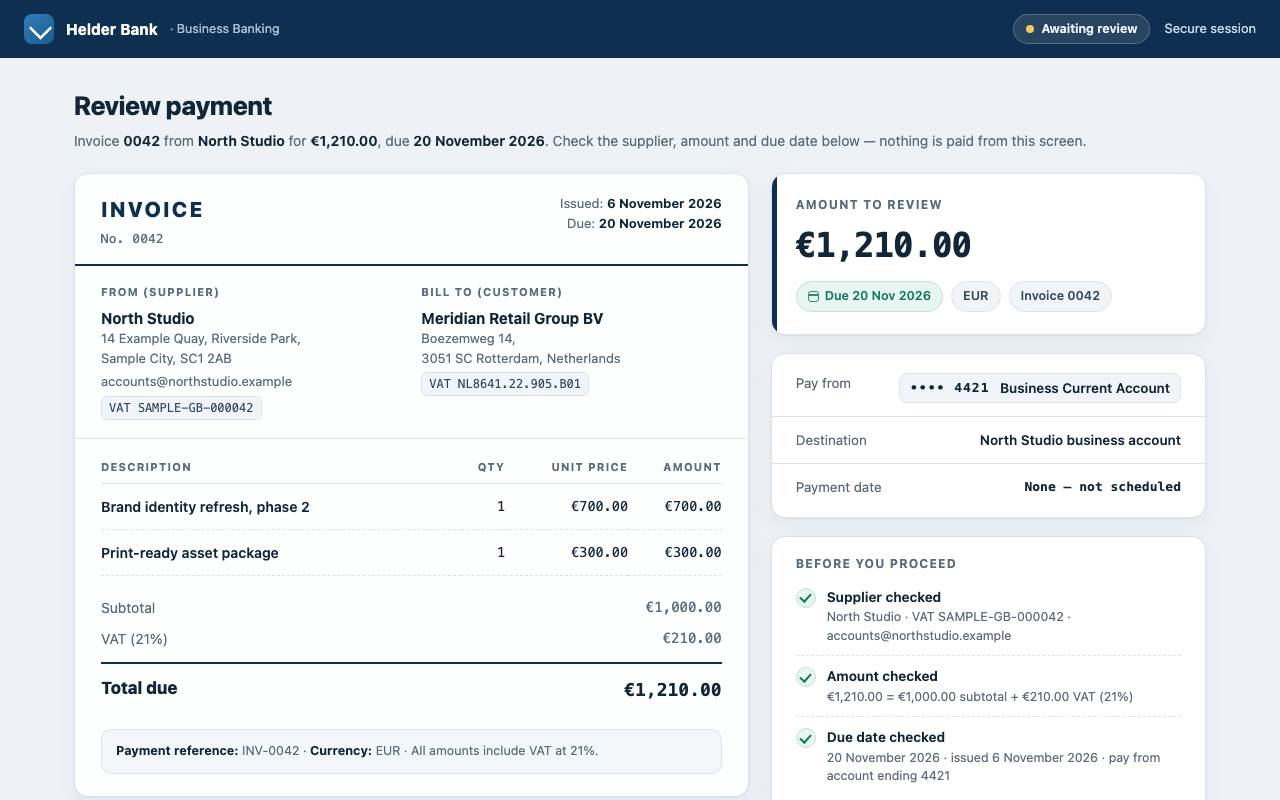 Helder Bank · Business Banking
Awaiting review
Secure session
Review payment
Invoice 0042 from North Studio for €1,210.00, due 20 November 2026. Check the supplier, amount and due date below — nothing is paid from this screen.
INVOICE
No. 0042
Issued: 6 November 2026
Due: 20 November 2026
FROM (SUPPLIER)
North Studio
14 Example Quay, Riverside Park,
Sample City, SC1 2AB
accounts@northstudio.example
VAT SAMPLE-GB-000042
BILL TO (CUSTOMER)
Meridian Retail Group BV
Boezemweg 14,
3051 SC Rotterdam, Netherlands
VAT NL8641.22.905.B01
DESCRIPTION QTY UNIT PRICE AMOUNT
Brand identity refresh, phase 2 1 €700.00 €700.00
Print-ready asset package 1 €300.00 €300.00
Subtotal €1,000.00
VAT (21%) €210.00
Total due €1,210.00
Payment reference: INV-0042 · Currency: EUR · All amounts include VAT at 21%.
AMOUNT TO REVIEW
€1,210.00
Due 20 Nov 2026
EUR
Invoice 0042
Pay from •••• 4421 Business Current Account
Destination North Studio business account
Payment date None — not scheduled
BEFORE YOU PROCEED
Supplier checked
North Studio · VAT SAMPLE-GB-000042 ·
accounts@northstudio.example
Amount checked
€1,210.00 = €1,000.00 subtotal + €210.00 VAT (21%)
Due date checked
20 November 2026 · issued 6 November 2026 · pay from
account ending 4421